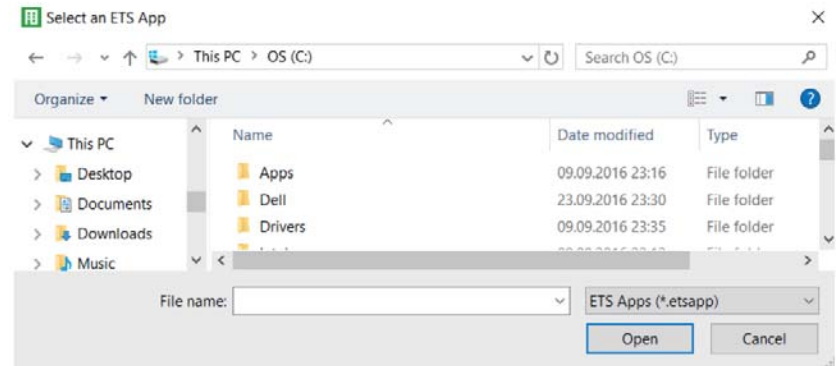 Select an ETS App
This PC > OS (C:)
Search OS (C:)
Organize
New folder
Name
Date modified
Type
This PC
Desktop
Documents
Downloads
Music
Apps 09.09.2016 23:16 File folder
Dell 23.09.2016 23:30 File folder
Drivers 09.09.2016 23:35 File folder
File name:
ETS Apps (*.etsapp)
Open
Cancel